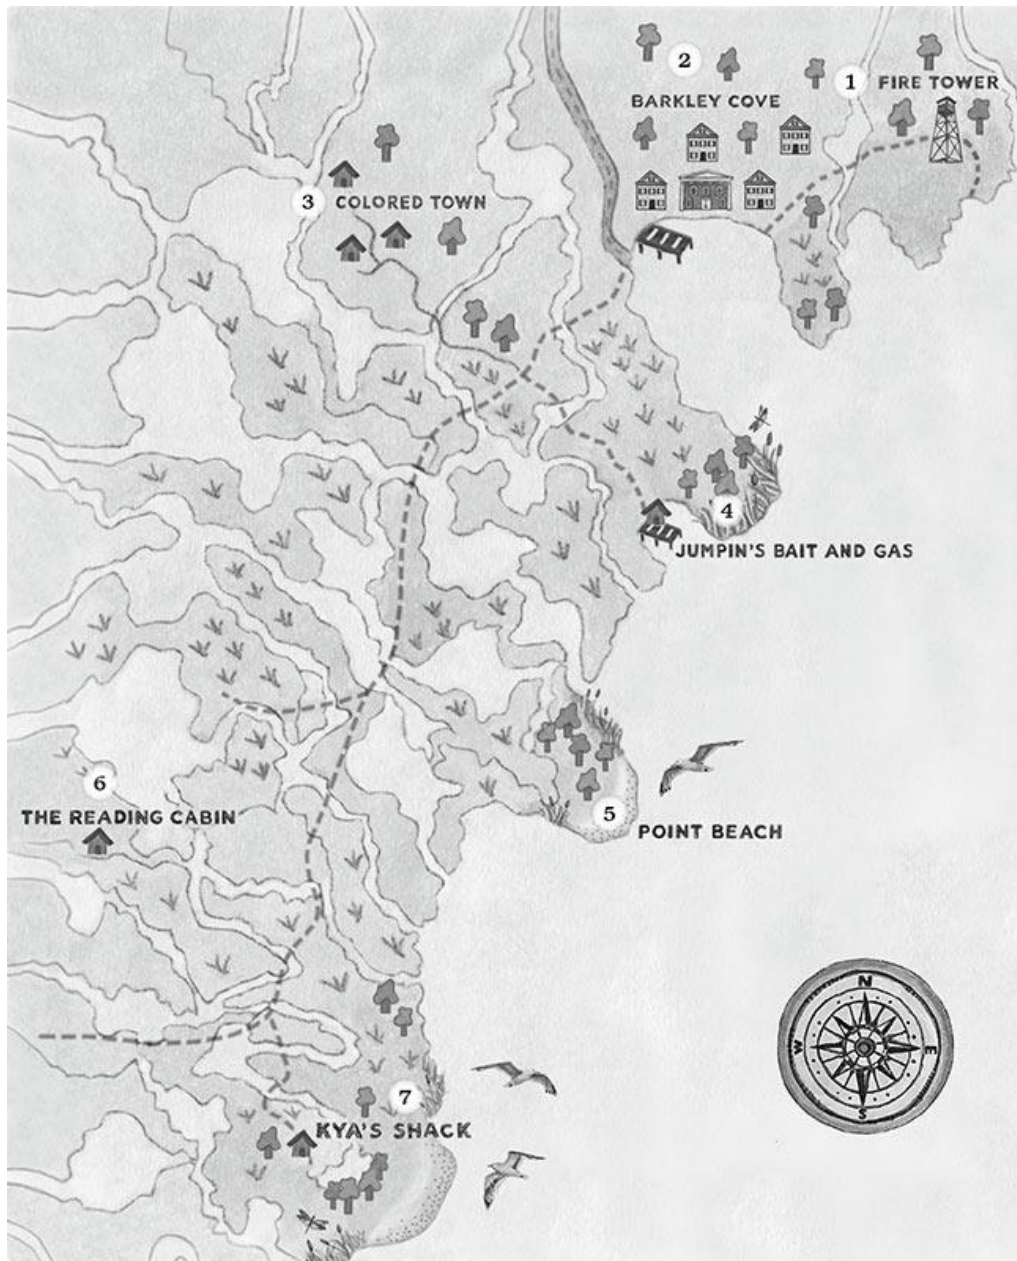 2
1
FIRE TOWER
BARKLEY COVE
3
COLORED TOWN
4
JUMPIN'S BAIT AND GAS
6
THE READING CABIN
5
POINT BEACH
N
W
E
S
7
KYA'S SHACK